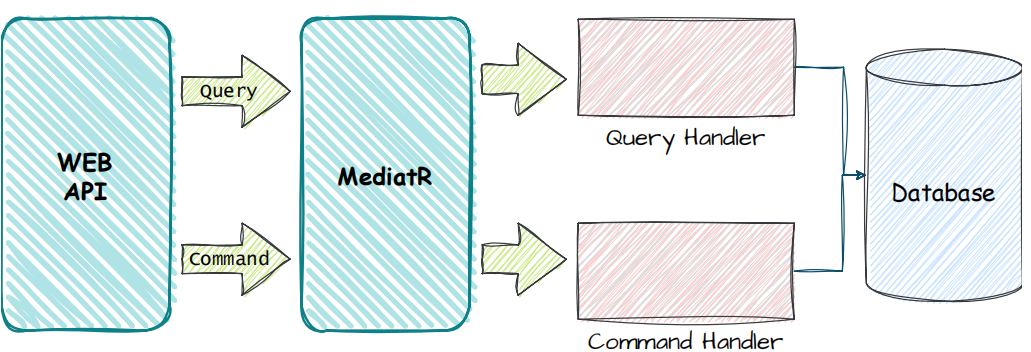 Query
Query Handler
WEB
API
MediatR
Database
Command
Command Handler